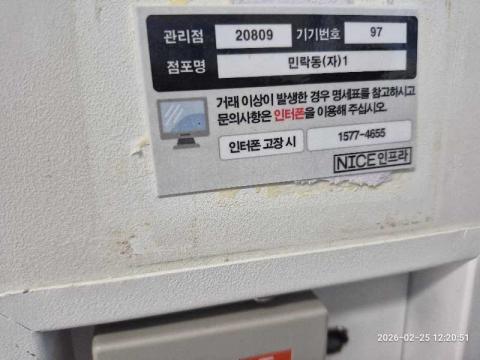 관리점 20809 기기번호 97
점포명 민락동(자)1
거래 이상이 발생한 경우 명세표를 참고하시고
문의사항은 인터폰을 이용해 주십시오.
인터폰 고장 시 1577-4655
NICE인프라
2026-02-25 12:20:51